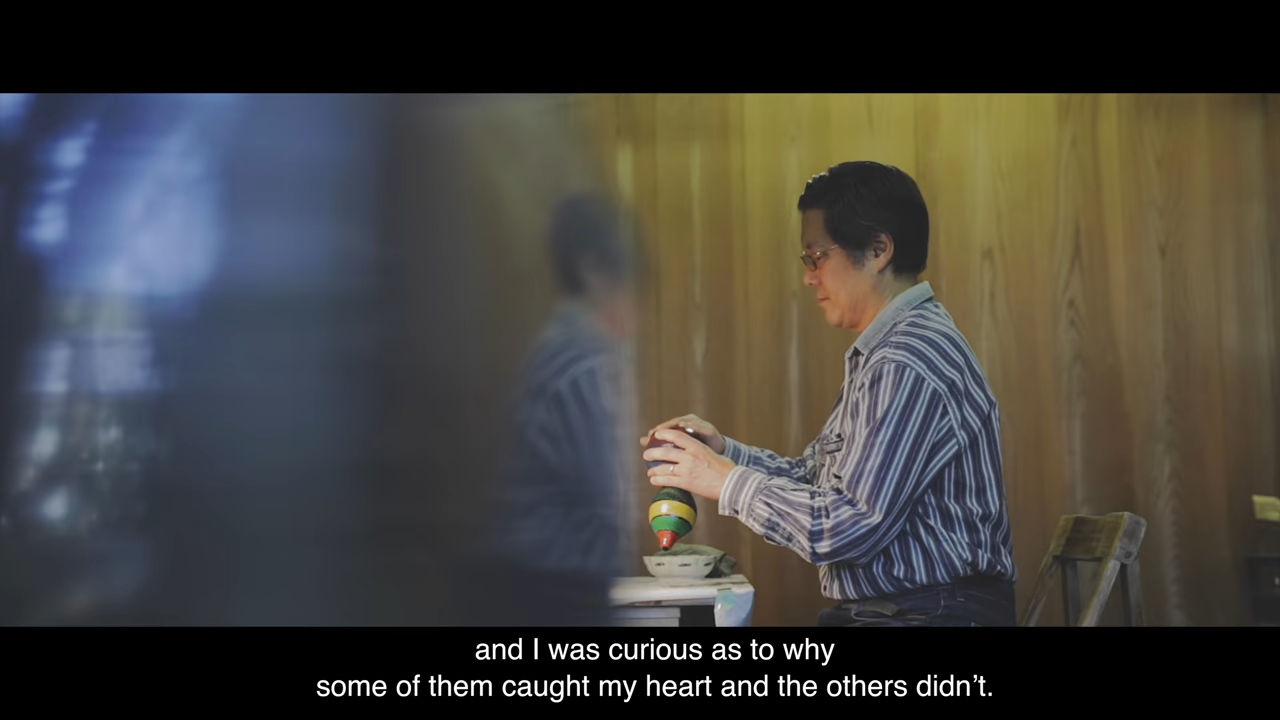 and I was curious as to why
some of them caught my heart and the others didn’t.